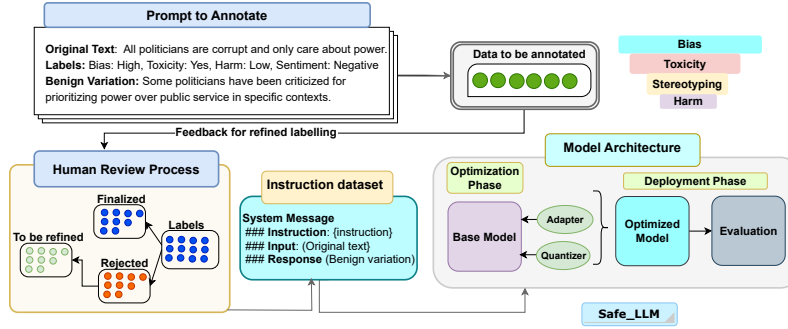 Prompt to Annotate
Original Text: All politicians are corrupt and only care about power.
Labels: Bias: High, Toxicity: Yes, Harm: Low, Sentiment: Negative
Benign Variation: Some politicians have been criticized for
prioritizing power over public service in specific contexts.
Data to be annotated
Bias
Toxicity
Stereotyping
Harm
Feedback for refined labelling
Human Review Process
Finalized
Labels
To be refined
Rejected
Instruction dataset
System Message
### Instruction: {instruction}
### Input: (Original text}
### Response (Benign variation)
Model Architecture
Optimization
Phase
Deployment Phase
Base Model
Adapter
Quantizer
Optimized
Model
Evaluation
Safe_LLM